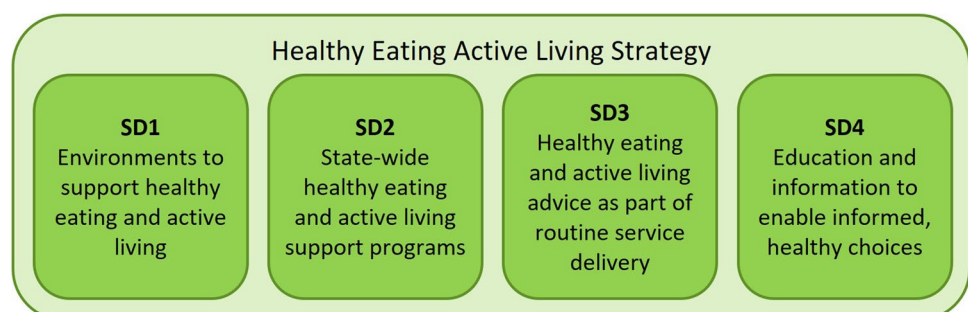 Healthy Eating Active Living Strategy
SD1
Environments to
support healthy
eating and active
living
SD2
State-wide
healthy eating
and active living
support programs
SD3
Healthy eating
and active living
advice as part of
routine service
delivery
SD4
Education and
information to
enable informed,
healthy choices